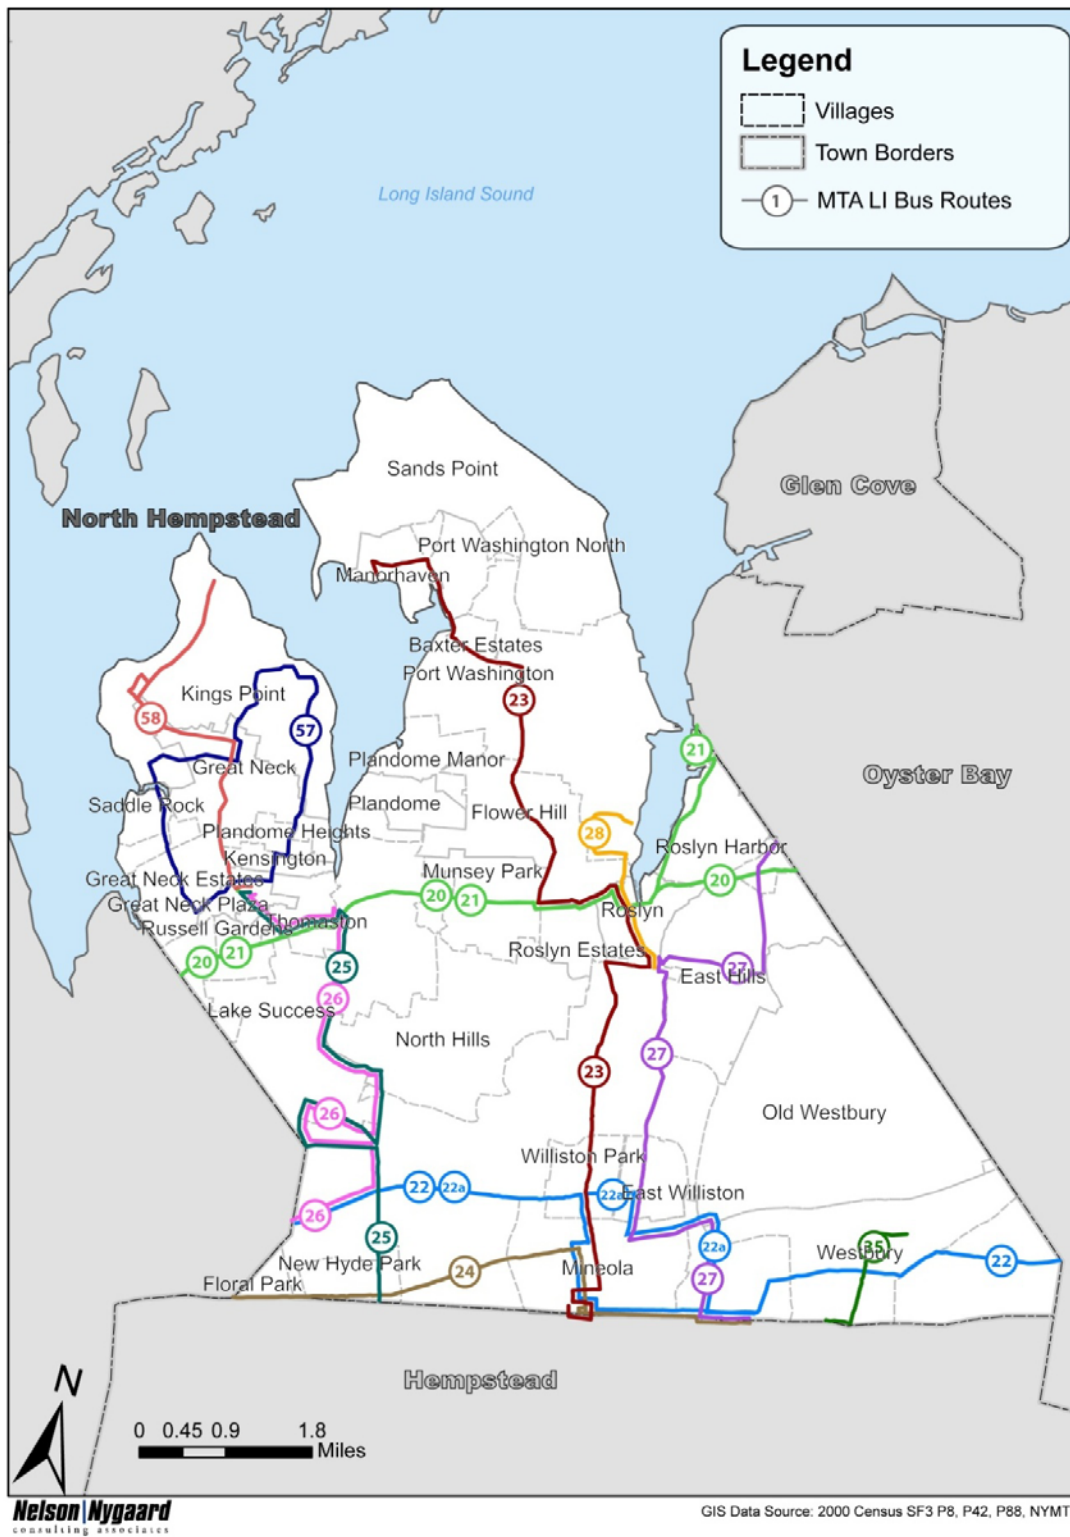 Legend
Villages
Town Borders
1 MTA LI Bus Routes
Long Island Sound
Sands Point
Glen Cove
North Hempstead
Port Washington North
Manorhaven
Baxter Estates
Port Washington
Kings Point
23
58
57
21
Great Neck
Plandome Manor
Oyster Bay
Saddle Rock
Plandome
Flower Hill
Plandome Heights
28
Roslyn Harbor
Kensington
Great Neck Estates
Munsey Park
20
Great Neck Plaza
20 21
Roslyn
Russell Gardens
Thomaston
20 21
Roslyn Estates
25
27
East Hills
26
Lake Success
North Hills
27
23
26
Old Westbury
Williston Park
22 22a
22a
East Williston
26
25
22a
35
Westbury
22
New Hyde Park
24
Mineola
27
Floral Park
Hempstead
N
0 0.45 0.9 1.8
Miles
Nelson|Nygaard
consulting associates
GIS Data Source: 2000 Census SF3 P8, P42, P88, NYMT